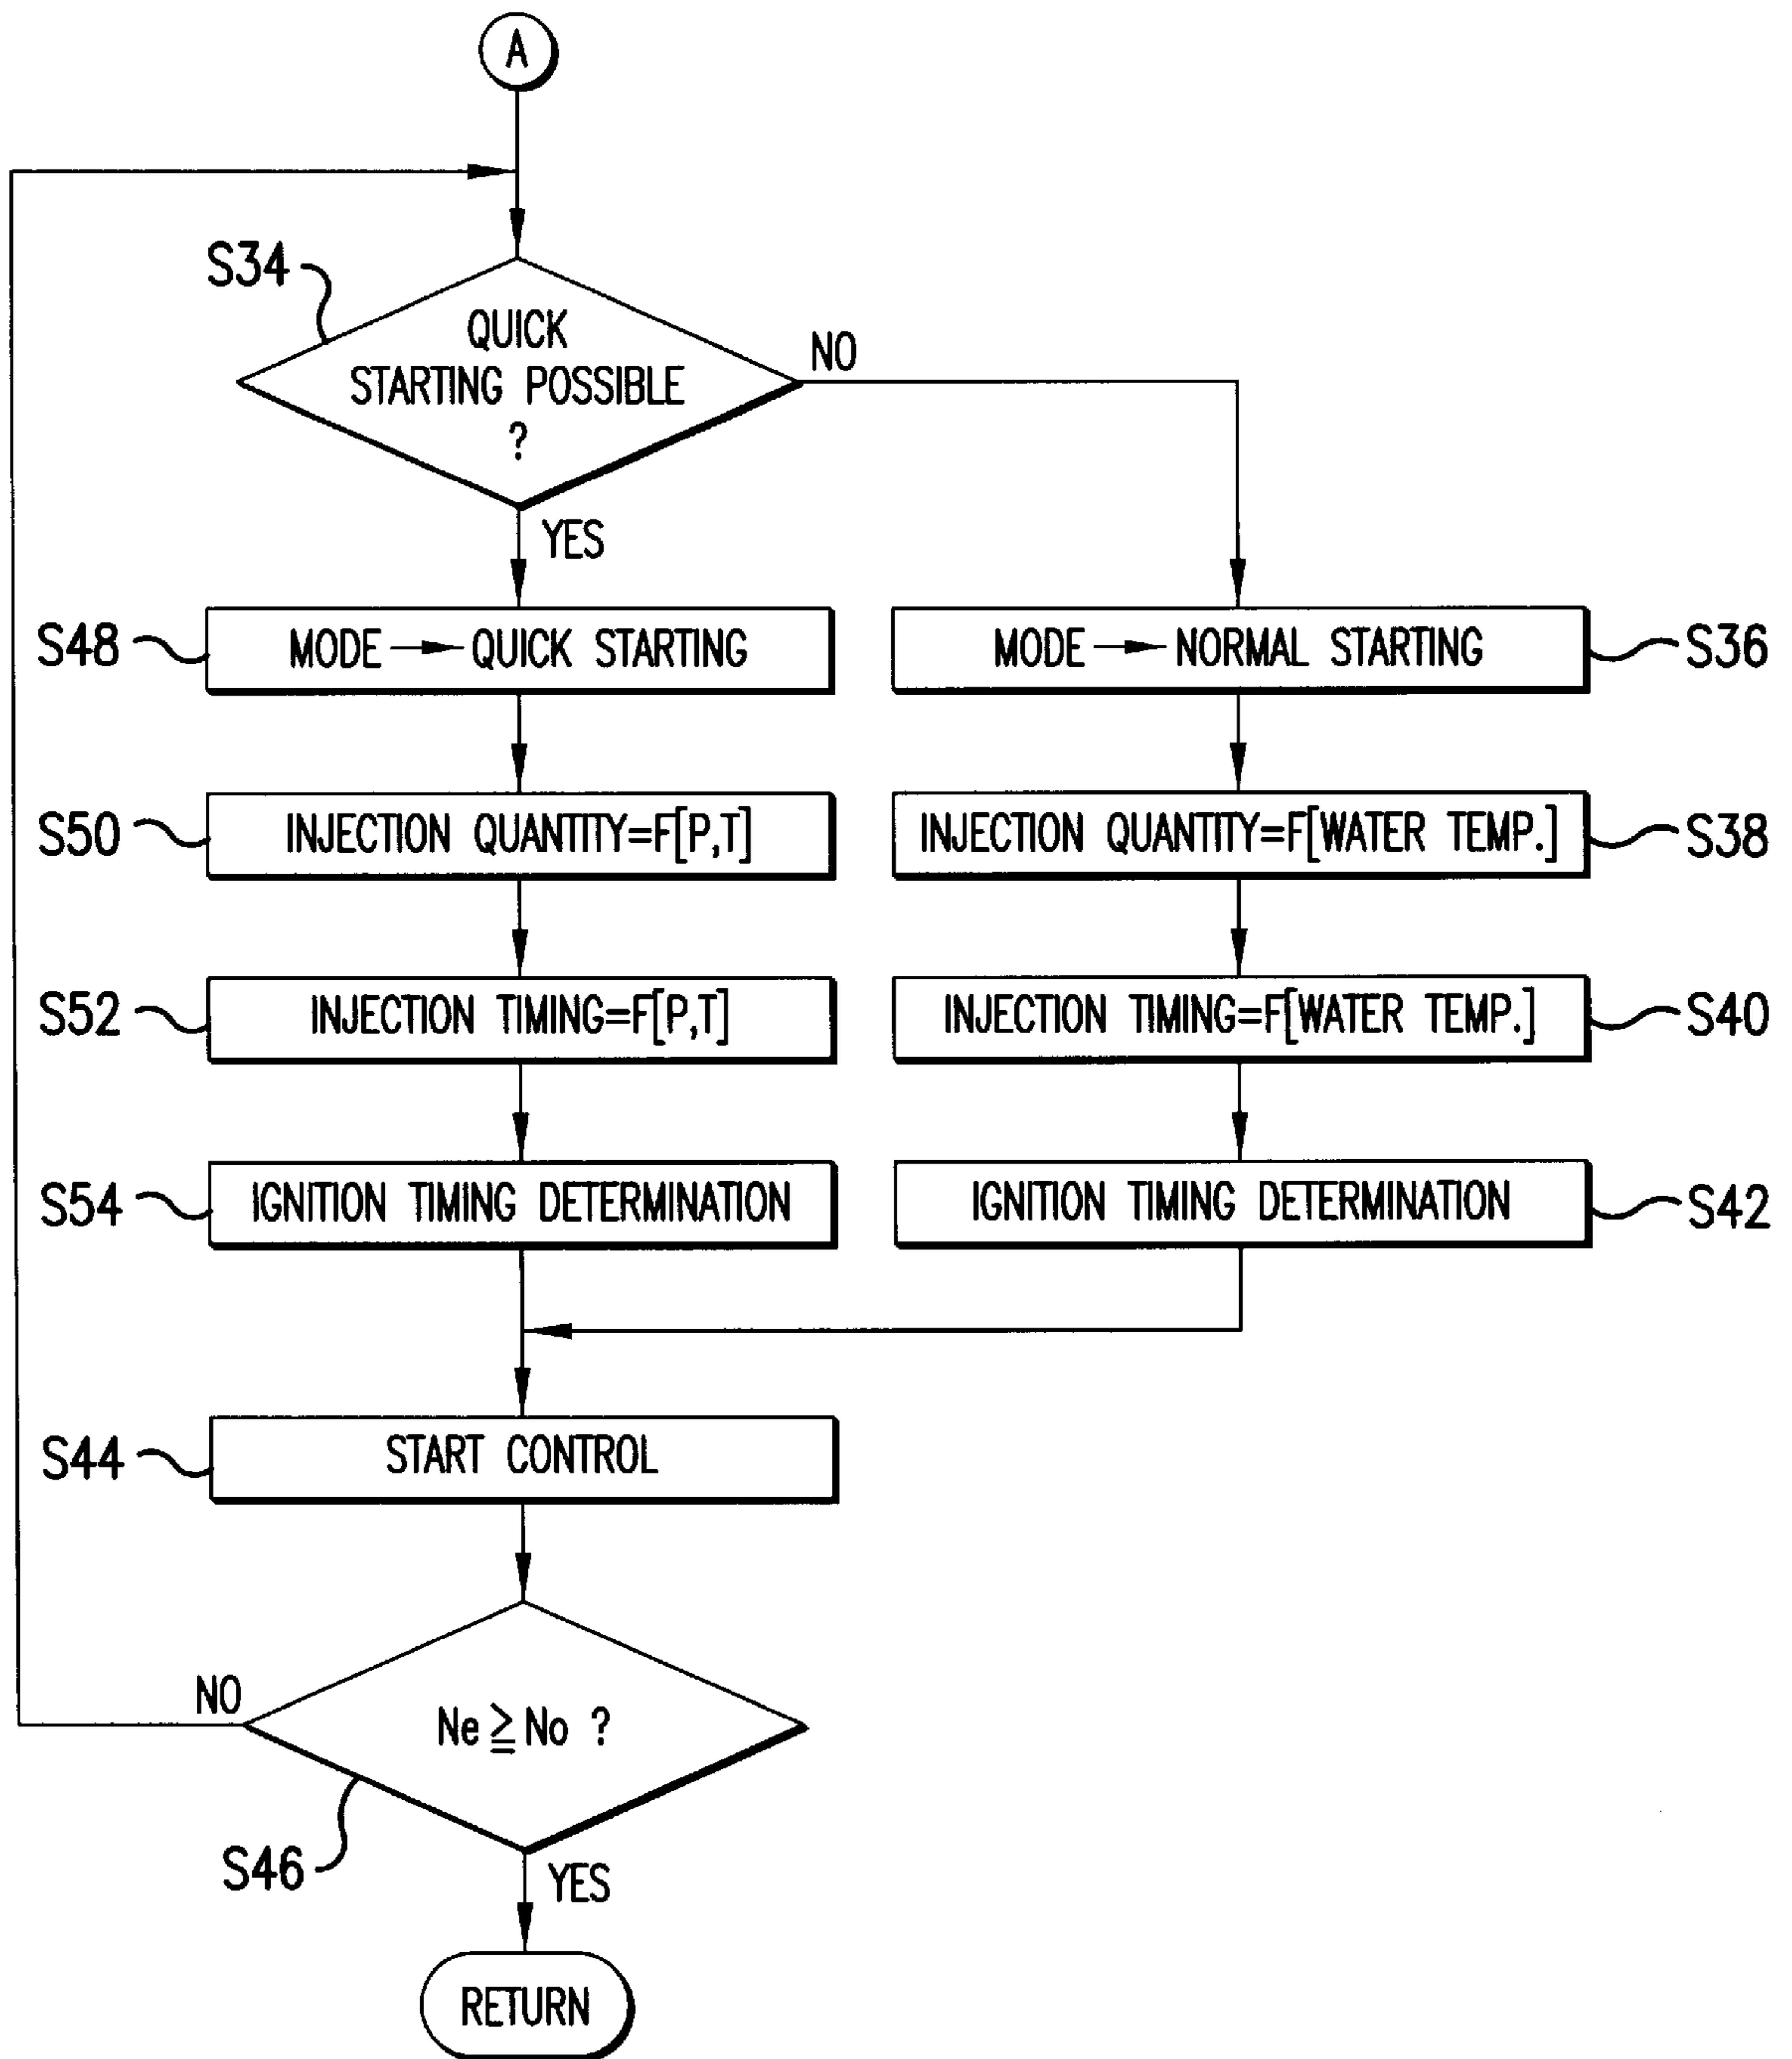 A
S34
QUICK
STARTING POSSIBLE
?
NO
YES
S48
MODE → QUICK STARTING
MODE → NORMAL STARTING
S36
S50
INJECTION QUANTITY=F[P,T]
INJECTION QUANTITY=F[WATER TEMP.]
S38
S52
INJECTION TIMING=F[P,T]
INJECTION TIMING=F[WATER TEMP.]
S40
S54
IGNITION TIMING DETERMINATION
IGNITION TIMING DETERMINATION
S42
S44
START CONTROL
NO
Ne ≧ No ?
S46
YES
RETURN